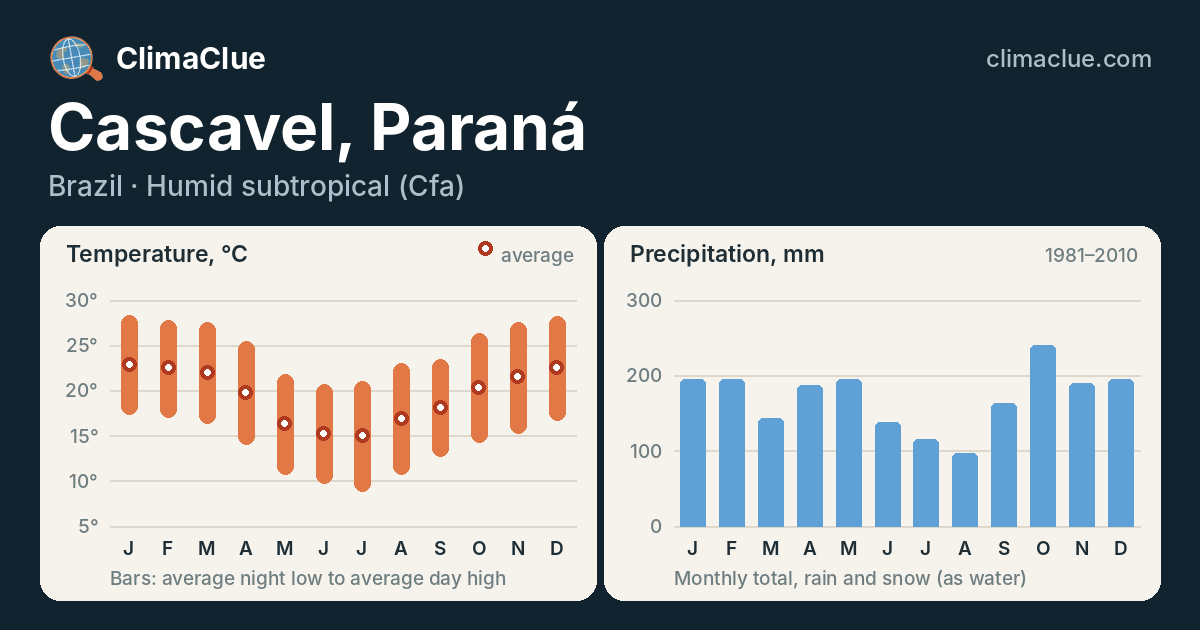 ClimaClue
climaclue.com
Cascavel, Paraná
Brazil · Humid subtropical (Cfa)
Temperature, °C
average
30°
25°
20°
15°
10°
5°
J F M A M J J A S O N D
Bars: average night low to average day high
Precipitation, mm
1981–2010
300
200
100
0
J F M A M J J A S O N D
Monthly total, rain and snow (as water)